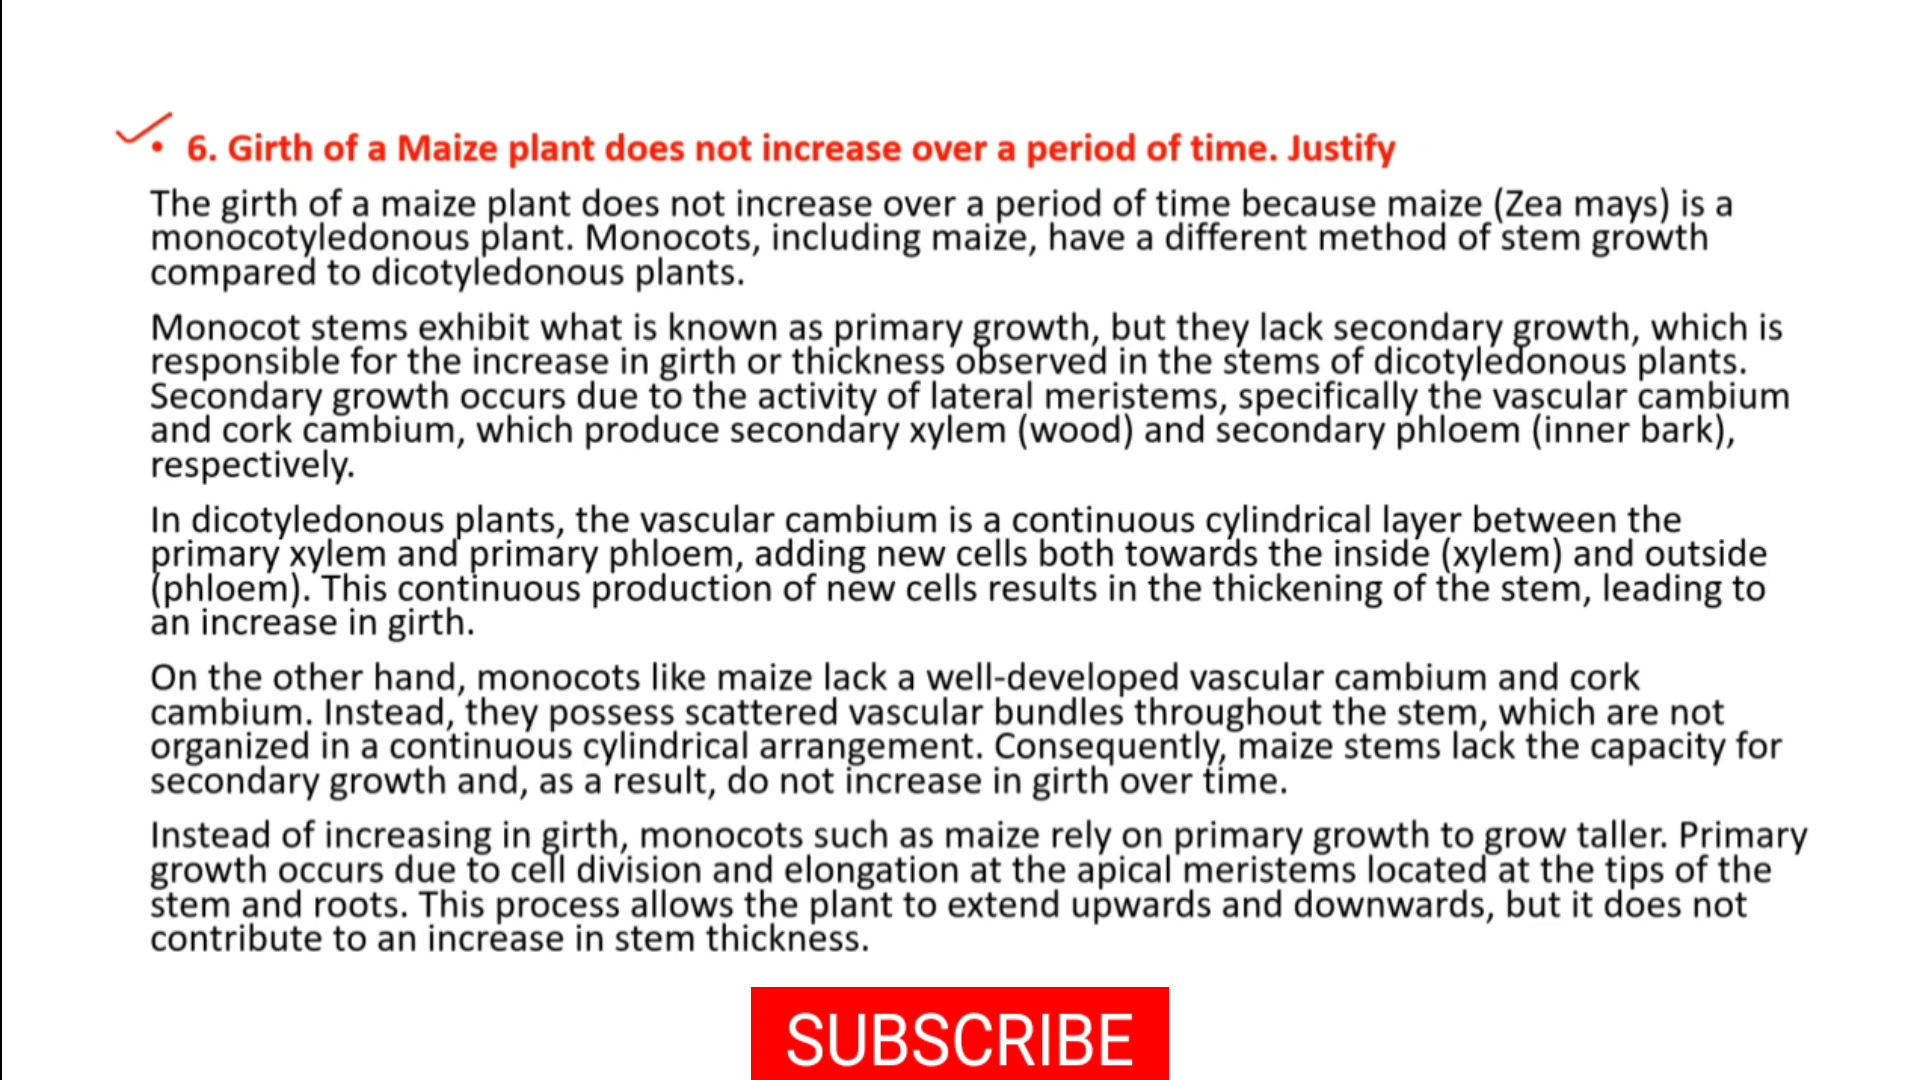 • 6. Girth of a Maize plant does not increase over a period of time. Justify
The girth of a maize plant does not increase over a period of time because maize (Zea mays) is a
monocotyledonous plant. Monocots, including maize, have a different method of stem growth
compared to dicotyledonous plants.
Monocot stems exhibit what is known as primary growth, but they lack secondary growth, which is
responsible for the increase in girth or thickness observed in the stems of dicotyledonous plants.
Secondary growth occurs due to the activity of lateral meristems, specifically the vascular cambium
and cork cambium, which produce secondary xylem (wood) and secondary phloem (inner bark),
respectively.
In dicotyledonous plants, the vascular cambium is a continuous cylindrical layer between the
primary xylem and primary phloem, adding new cells both towards the inside (xylem) and outside
(phloem). This continuous production of new cells results in the thickening of the stem, leading to
an increase in girth.
On the other hand, monocots like maize lack a well-developed vascular cambium and cork
cambium. Instead, they possess scattered vascular bundles throughout the stem, which are not
organized in a continuous cylindrical arrangement. Consequently, maize stems lack the capacity for
secondary growth and, as a result, do not increase in girth over time.
Instead of increasing in girth, monocots such as maize rely on primary growth to grow taller. Primary
growth occurs due to cell division and elongation at the apical meristems located at the tips of the
stem and roots. This process allows the plant to extend upwards and downwards, but it does not
contribute to an increase in stem thickness.
SUBSCRIBE